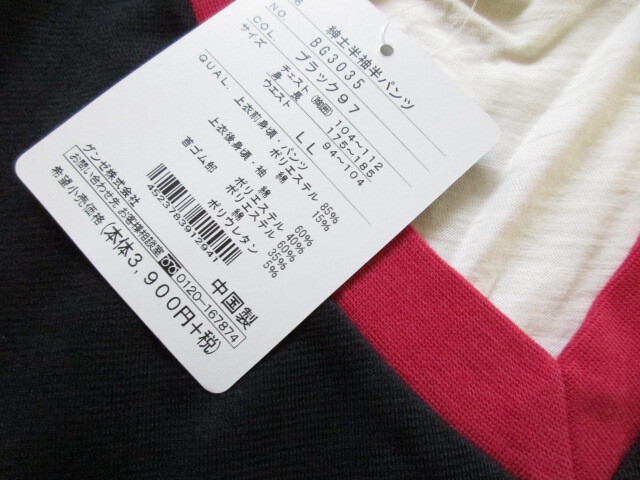 紳士半袖半パンツ
NO. BG3035
COL. ブラック97
サイズ
チェスト(胸囲) 104~112
身長 175~185
ウエスト 94~104
LL
QUAL. 上衣前身頃・パンツ
ポリエステル 85%
綿 15%
上衣後身頃・袖 綿 60%
ポリエステル 40%
首ゴム部 綿 60%
ポリエステル 35%
ポリウレタン 5%
中国製
グンゼ株式会社
お問い合わせ先 お客様相談室 0120-167874
希望小売価格(本体3,900円+税)